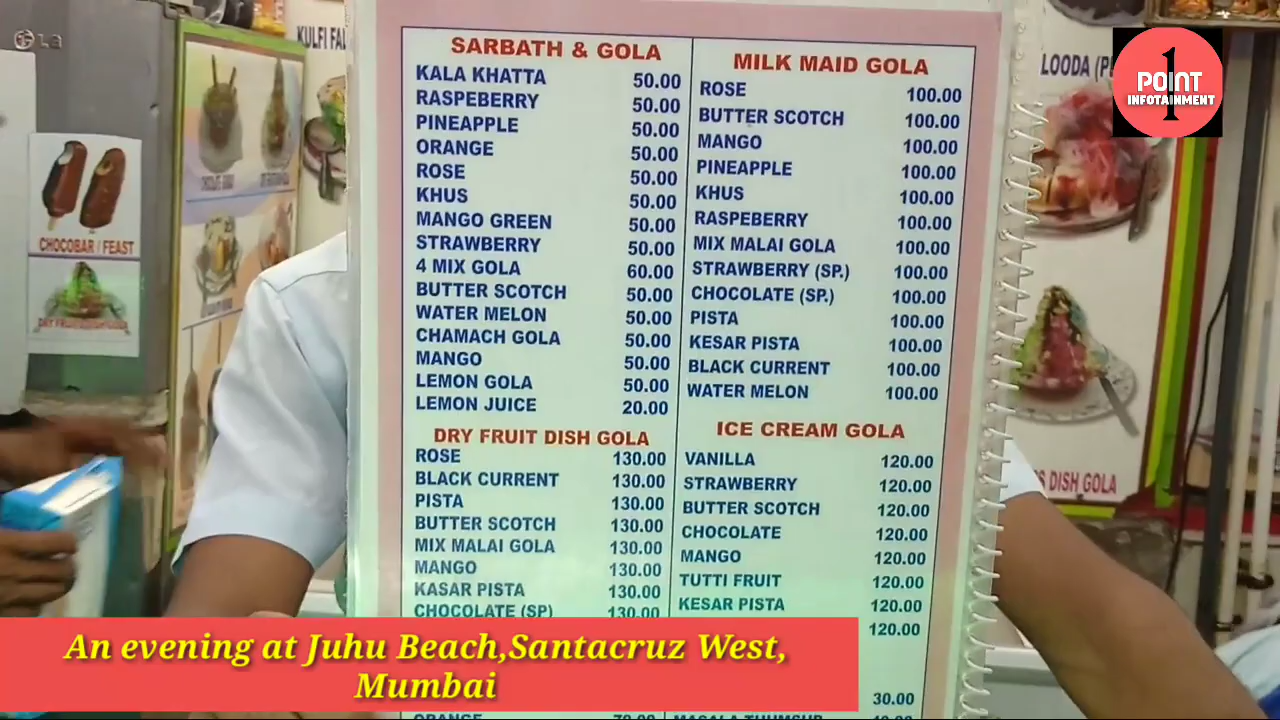 KULFI FAL
LOODA (P
1
POINT
INFOTAINMENT
CHOCOBAR / FEAST
DRY FRUIT DISH GOLA
S DISH GOLA
SARBATH & GOLA
KALA KHATTA 50.00
RASPEBERRY 50.00
PINEAPPLE 50.00
ORANGE 50.00
ROSE 50.00
KHUS 50.00
MANGO GREEN 50.00
STRAWBERRY 50.00
4 MIX GOLA 60.00
BUTTER SCOTCH 50.00
WATER MELON 50.00
CHAMACH GOLA 50.00
MANGO 50.00
LEMON GOLA 50.00
LEMON JUICE 20.00
DRY FRUIT DISH GOLA
ROSE 130.00
BLACK CURRENT 130.00
PISTA 130.00
BUTTER SCOTCH 130.00
MIX MALAI GOLA 130.00
MANGO 130.00
KASAR PISTA 130.00
CHOCOLATE (SP) 130.00
ORANGE
MILK MAID GOLA
ROSE 100.00
BUTTER SCOTCH 100.00
MANGO 100.00
PINEAPPLE 100.00
KHUS 100.00
RASPEBERRY 100.00
MIX MALAI GOLA 100.00
STRAWBERRY (SP.) 100.00
CHOCOLATE (SP.) 100.00
PISTA 100.00
KESAR PISTA 100.00
BLACK CURRENT 100.00
WATER MELON 100.00
ICE CREAM GOLA
VANILLA 120.00
STRAWBERRY 120.00
BUTTER SCOTCH 120.00
CHOCOLATE 120.00
MANGO 120.00
TUTTI FRUIT 120.00
KESAR PISTA 120.00
120.00
30.00
MASALA THUMSUP
An evening at Juhu Beach,Santacruz West,
Mumbai